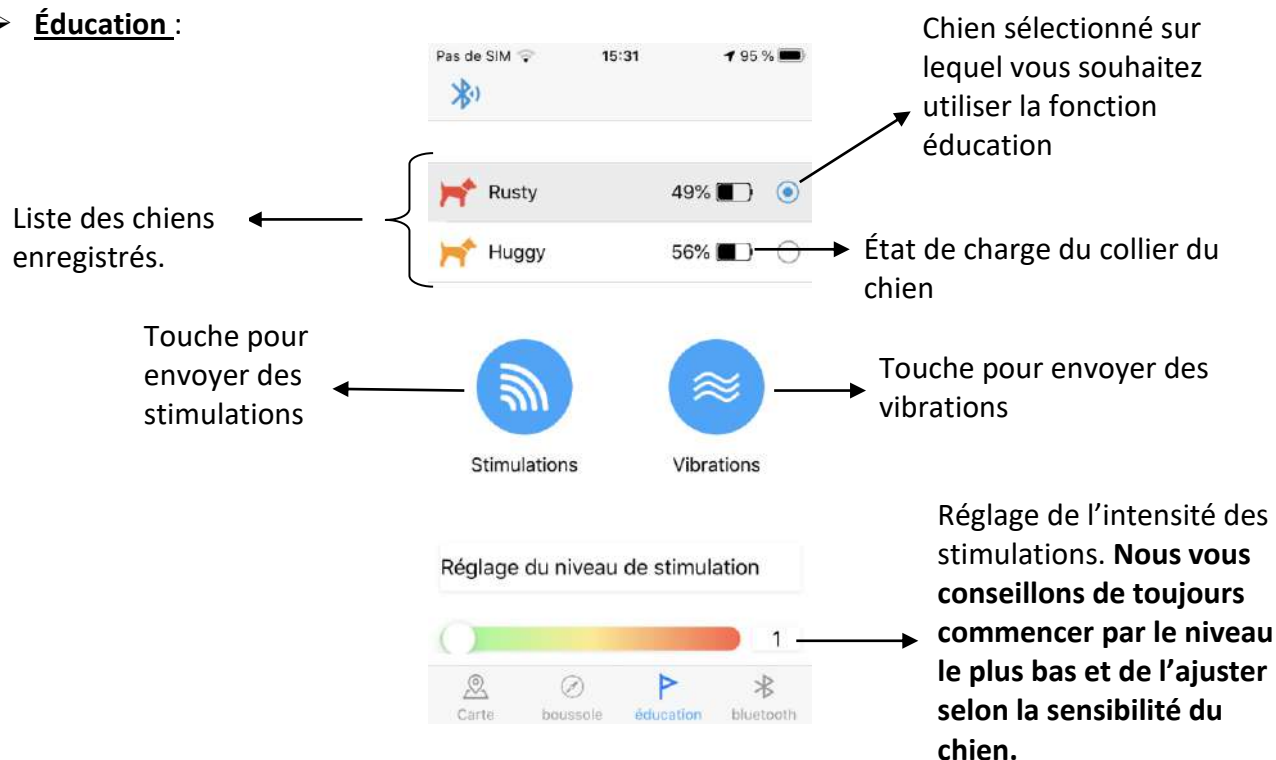 ➢ Éducation :
Chien sélectionné sur
lequel vous souhaitez
utiliser la fonction
éducation
Pas de SIM 15:31 95 %
Rusty 49%
Huggy 56%
Liste des chiens
enregistrés.
État de charge du collier du
chien
Touche pour
envoyer des
stimulations
Touche pour envoyer des
vibrations
Stimulations Vibrations
Réglage du niveau de stimulation
1
Réglage de l’intensité des
stimulations. Nous vous
conseillons de toujours
commencer par le niveau
le plus bas et de l’ajuster
selon la sensibilité du
chien.
Carte boussole éducation bluetooth